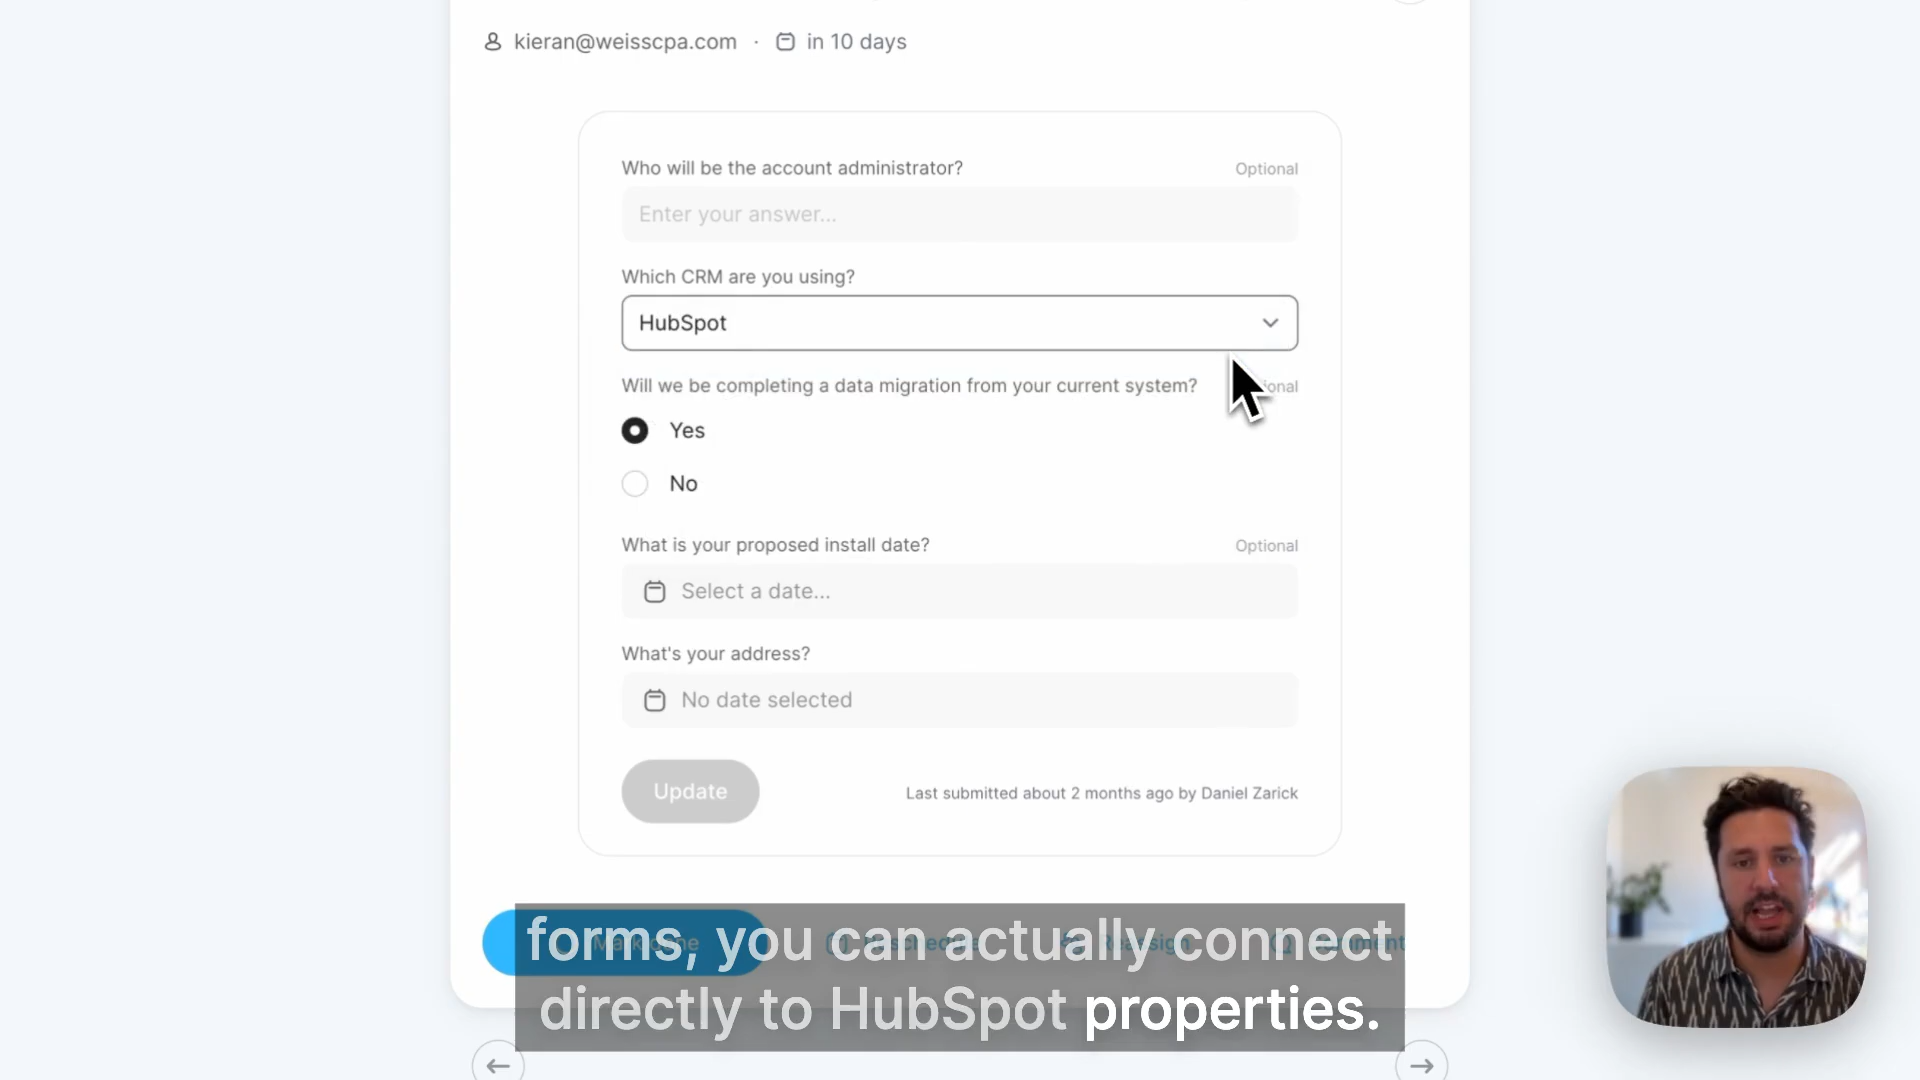 kieran@weisscpa.com · in 10 days
Who will be the account administrator? Optional
Enter your answer...
Which CRM are you using?
HubSpot
Will we be completing a data migration from your current system?
Yes
No
What is your proposed install date? Optional
Select a date...
What's your address?
No date selected
Update Last submitted about 2 months ago by Daniel Zarick
forms, you can actually connect
directly to HubSpot properties.